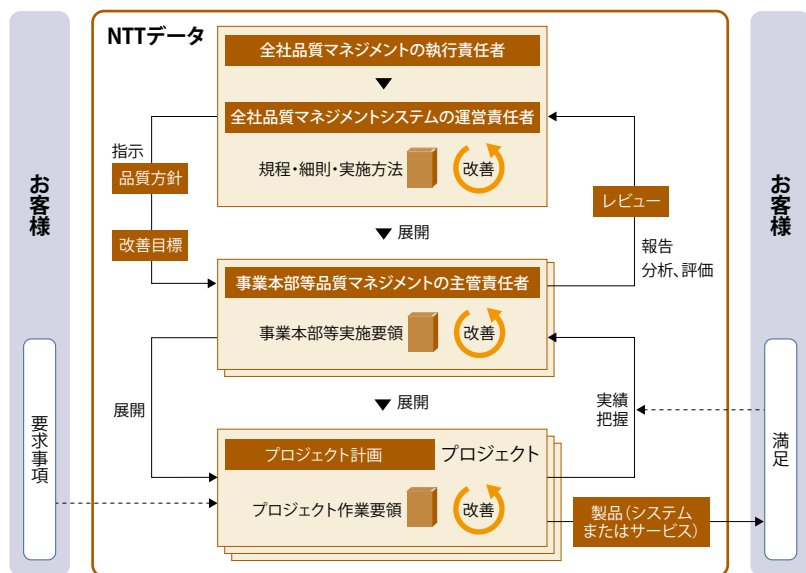 NTTデータ
全社品質マネジメントの執行責任者
▼
全社品質マネジメントシステムの運営責任者
規程・細則・実施方法
改善
指示
品質方針
改善目標
レビュー
報告
分析、評価
▼展開
事業本部等品質マネジメントの主管責任者
事業本部等実施要領
改善
展開
▼展開
実績
把握
プロジェクト計画
プロジェクト
プロジェクト作業要領
改善
製品(システム
またはサービス)
お客様
要求事項
お客様
満足